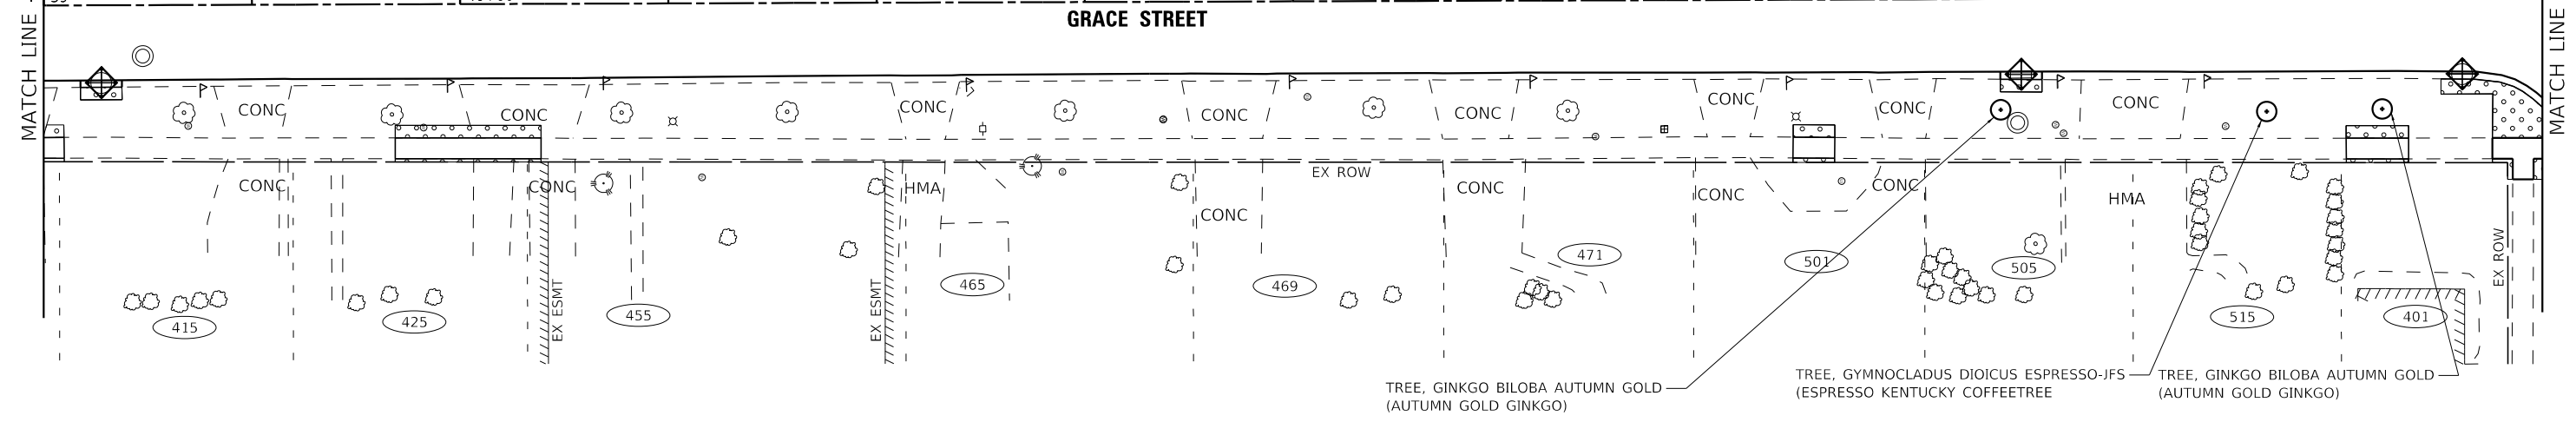 GRACE STREET
MATCH LINE
MATCH LINE
CONC
CONC
CONC
CONC
CONC
CONC
CONC
CONC
CONC
CONC
HMA
CONC
CONC
CONC
CONC
HMA
EX ROW
EX ROW
EX ESMT
EX ESMT
415
425
455
465
469
471
501
505
515
401
TREE, GINKGO BILOBA AUTUMN GOLD
(AUTUMN GOLD GINKGO)
TREE, GYMNOCLADUS DIOICUS ESPRESSO-JFS
(ESPRESSO KENTUCKY COFFEETREE
TREE, GINKGO BILOBA AUTUMN GOLD
(AUTUMN GOLD GINKGO)